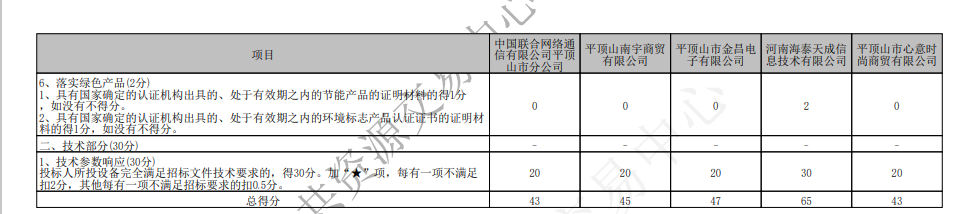 项目
中国联合网络通
信有限公司平顶
山市分公司
平顶山南宇商贸
有限公司
平顶山市金昌电
子有限公司
河南海泰天成信
息技术有限公司
平顶山市心意时
尚商贸有限公司
6、落实绿色产品(2分)
1、具有国家确定的认证机构出具的、处于有效期之内的节能产品的证明材料的得1分
，如没有不得分。
2、具有国家确定的认证机构出具的、处于有效期之内的环境标志产品认证证书的证明材
料的得1分，如没有不得分。
0
0
0
2
0
二、技术部分(30分)
-
-
-
-
-
1、技术参数响应(30分)
投标人所投设备完全满足招标文件技术要求的，得30分。加“★”项，每有一项不满足
扣2分，其他每有一项不满足招标要求的扣0.5分。
20
20
20
30
20
总得分
43
45
47
65
43
共资源交易中心
易中心